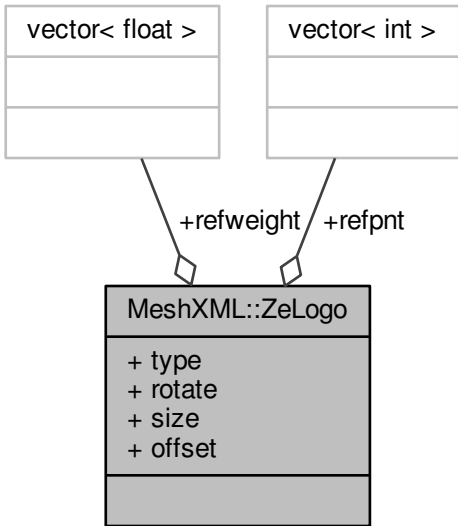 vector< float >
vector< int >
+refweight
+refpnt
MeshXML::ZeLogo
+ type
+ rotate
+ size
+ offset